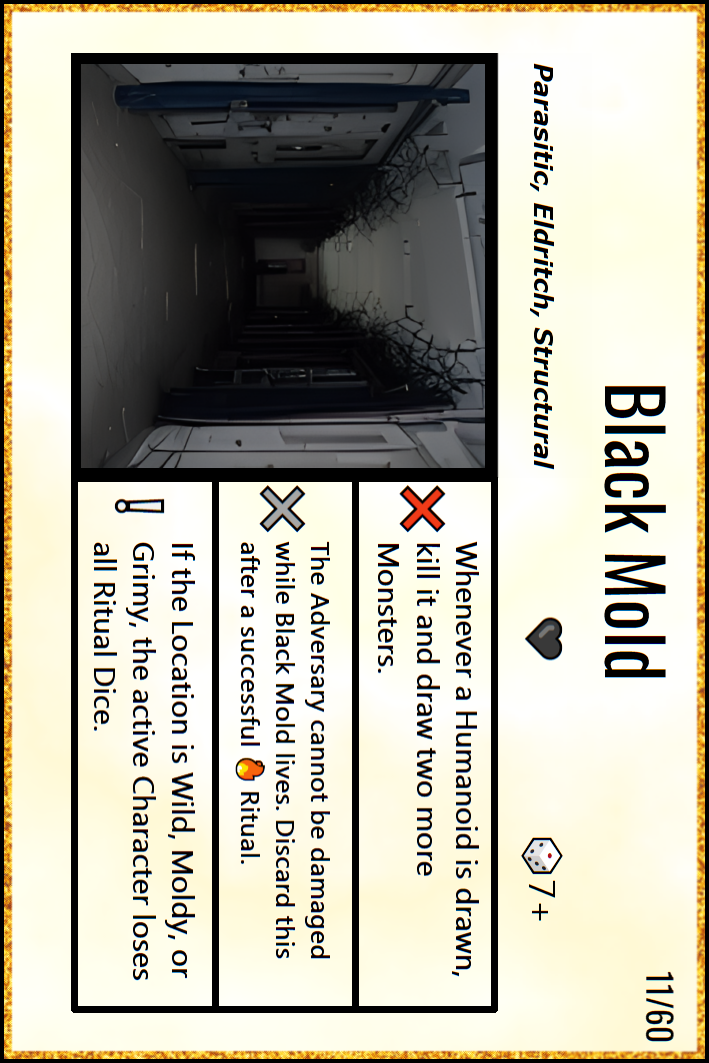 Black Mold
11/60
Parasitic, Eldritch, Structural
7+
Whenever a Humanoid is drawn,
kill it and draw two more
Monsters.
The Adversary cannot be damaged
while Black Mold lives. Discard this
after a successful 🔥 Ritual.
If the Location is Wild, Moldy, or
Grimy, the active Character loses
all Ritual Dice.